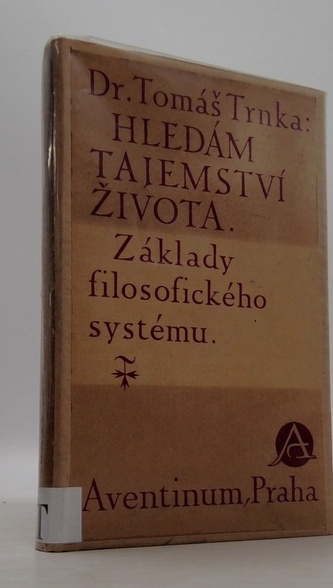 Dr. Tomáš Trnka:
HLEDÁM
TAJEMSTVÍ
ŽIVOTA.
Základy
filosofického
systému.
A
Aventinum, Praha